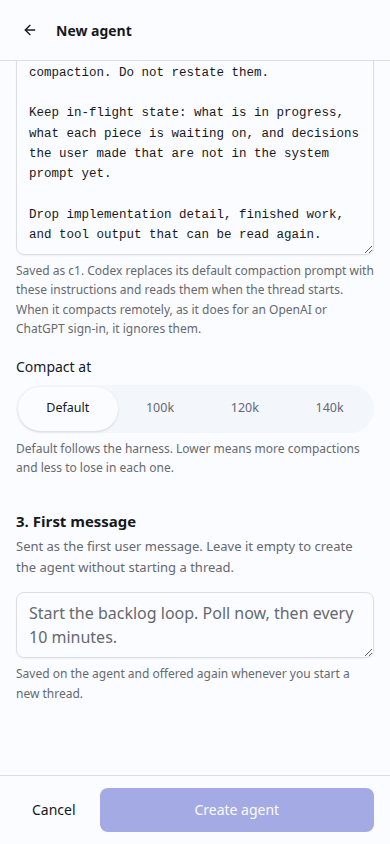 New agent
compaction. Do not restate them.
Keep in-flight state: what is in progress,
what each piece is waiting on, and decisions
the user made that are not in the system
prompt yet.
Drop implementation detail, finished work,
and tool output that can be read again.
Saved as c1. Codex replaces its default compaction prompt with
these instructions and reads them when the thread starts.
When it compacts remotely, as it does for an OpenAI or
ChatGPT sign-in, it ignores them.
Compact at
Default 100k 120k 140k
Default follows the harness. Lower means more compactions
and less to lose in each one.
3. First message
Sent as the first user message. Leave it empty to create
the agent without starting a thread.
Start the backlog loop. Poll now, then every
10 minutes.
Saved on the agent and offered again whenever you start a
new thread.
Cancel Create agent